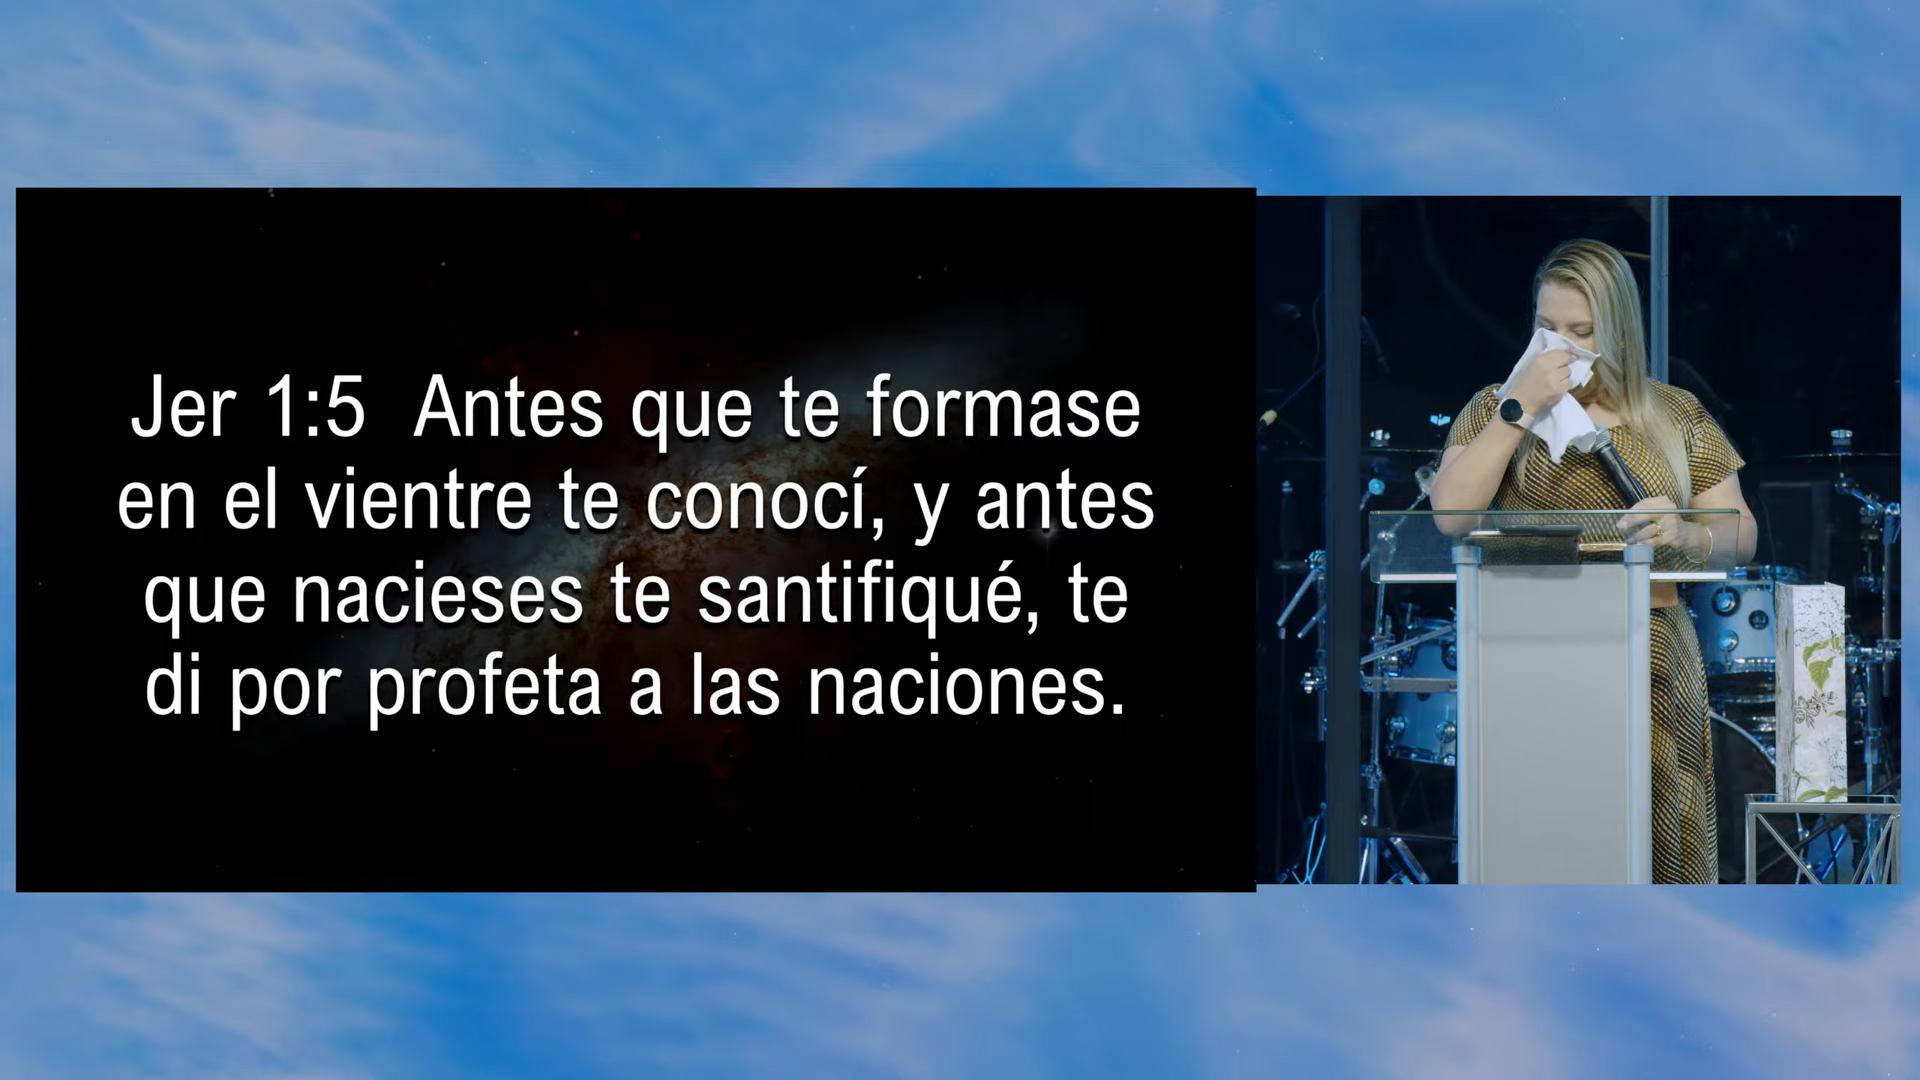 Jer 1:5  Antes que te formase
en el vientre te conocí, y antes
que nacieses te santifiqué, te
di por profeta a las naciones.